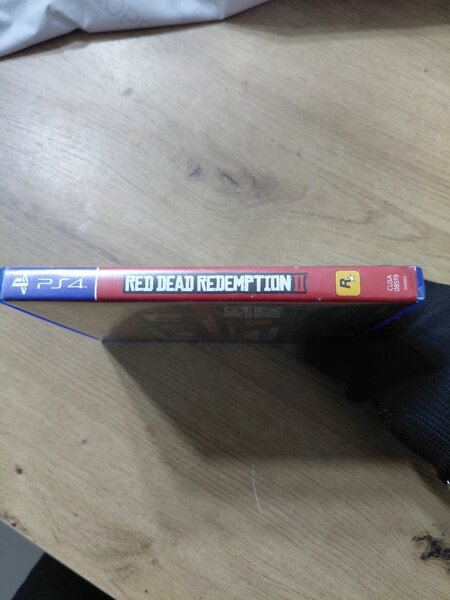 PS4
RED DEAD REDEMPTION II
R★
CUSA
08519